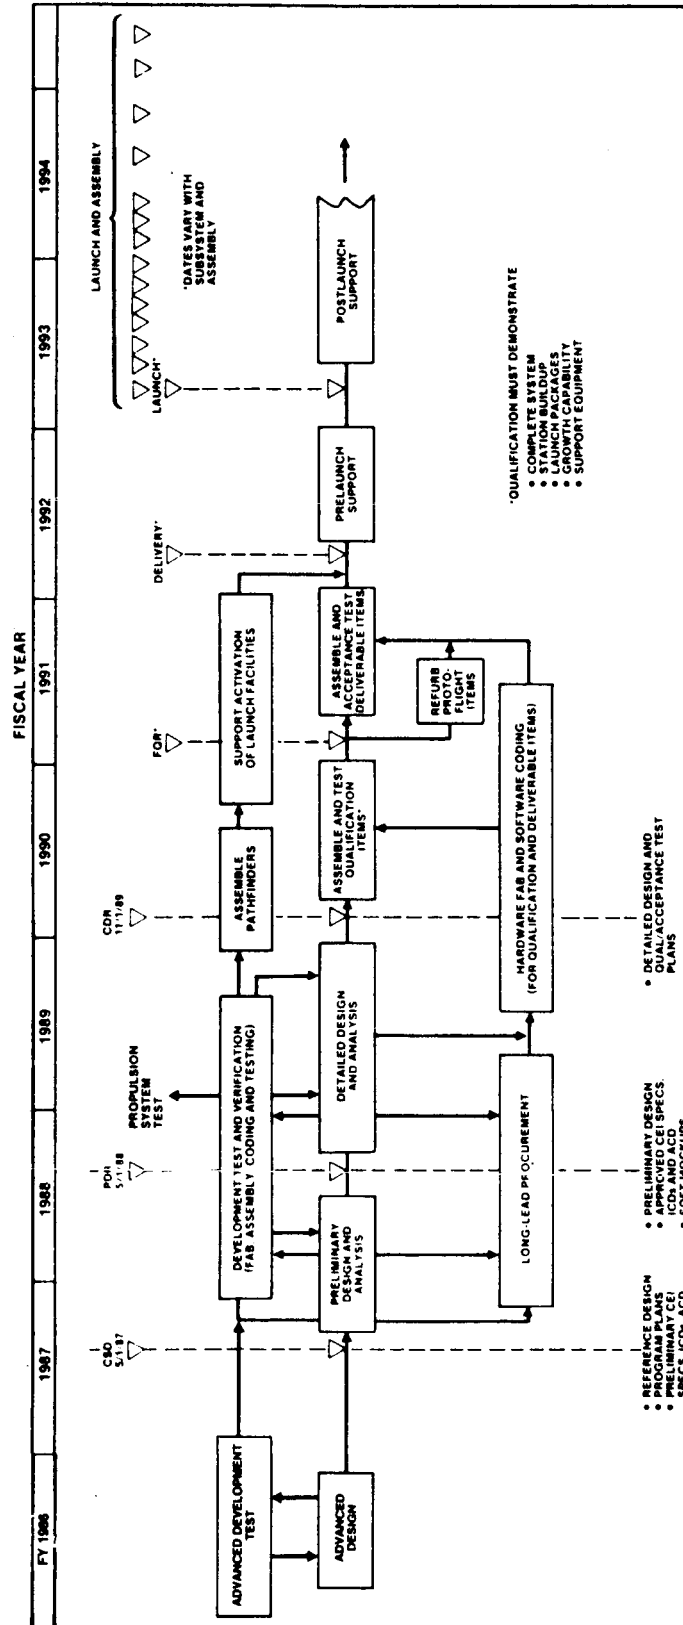 FISCAL YEAR
FY 1986
1987
1988
1989
1990
1991
1992
1993
1994
LAUNCH AND ASSEMBLY
CSD
5/1/87
PDR
5/1/88
PROPULSION
SYSTEM
TEST
CDR
11/1/89
FQR*
DELIVERY*
LAUNCH*
*DATES VARY WITH
SUBSYSTEM AND
ASSEMBLY
ADVANCED DEVELOPMENT
TEST
DEVELOPMENT TEST AND VERIFICATION
(FAB ASSEMBLY CODING AND TESTING)
ASSEMBLE
PATHFINDERS
SUPPORT ACTIVATION
OF LAUNCH FACILITIES
ADVANCED
DESIGN
PRELIMINARY
DESIGN AND
ANALYSIS
DETAILED DESIGN
AND ANALYSIS
ASSEMBLE AND TEST
QUALIFICATION
ITEMS*
ASSEMBLE AND
ACCEPTANCE TEST
DELIVERABLE ITEMS
PRELAUNCH
SUPPORT
POSTLAUNCH
SUPPORT
REFURB
PROTO-
FLIGHT
ITEMS
LONG-LEAD PROCUREMENT
HARDWARE FAB AND SOFTWARE CODING
(FOR QUALIFICATION AND DELIVERABLE ITEMS)
*QUALIFICATION MUST DEMONSTRATE
• COMPLETE SYSTEM
• STATION BUILDUP
• LAUNCH PACKAGES
• GROWTH CAPABILITY
• SUPPORT EQUIPMENT
• REFERENCE DESIGN
• PROGRAM PLANS
• PRELIMINARY CEI
SPECS, ICDs, ACD
• PRELIMINARY DESIGN
• APPROVED CEI SPECS.
ICDs AND ACD
• SOFT MOCKUPS
• DETAILED DESIGN AND
QUAL/ACCEPTANCE TEST
PLANS